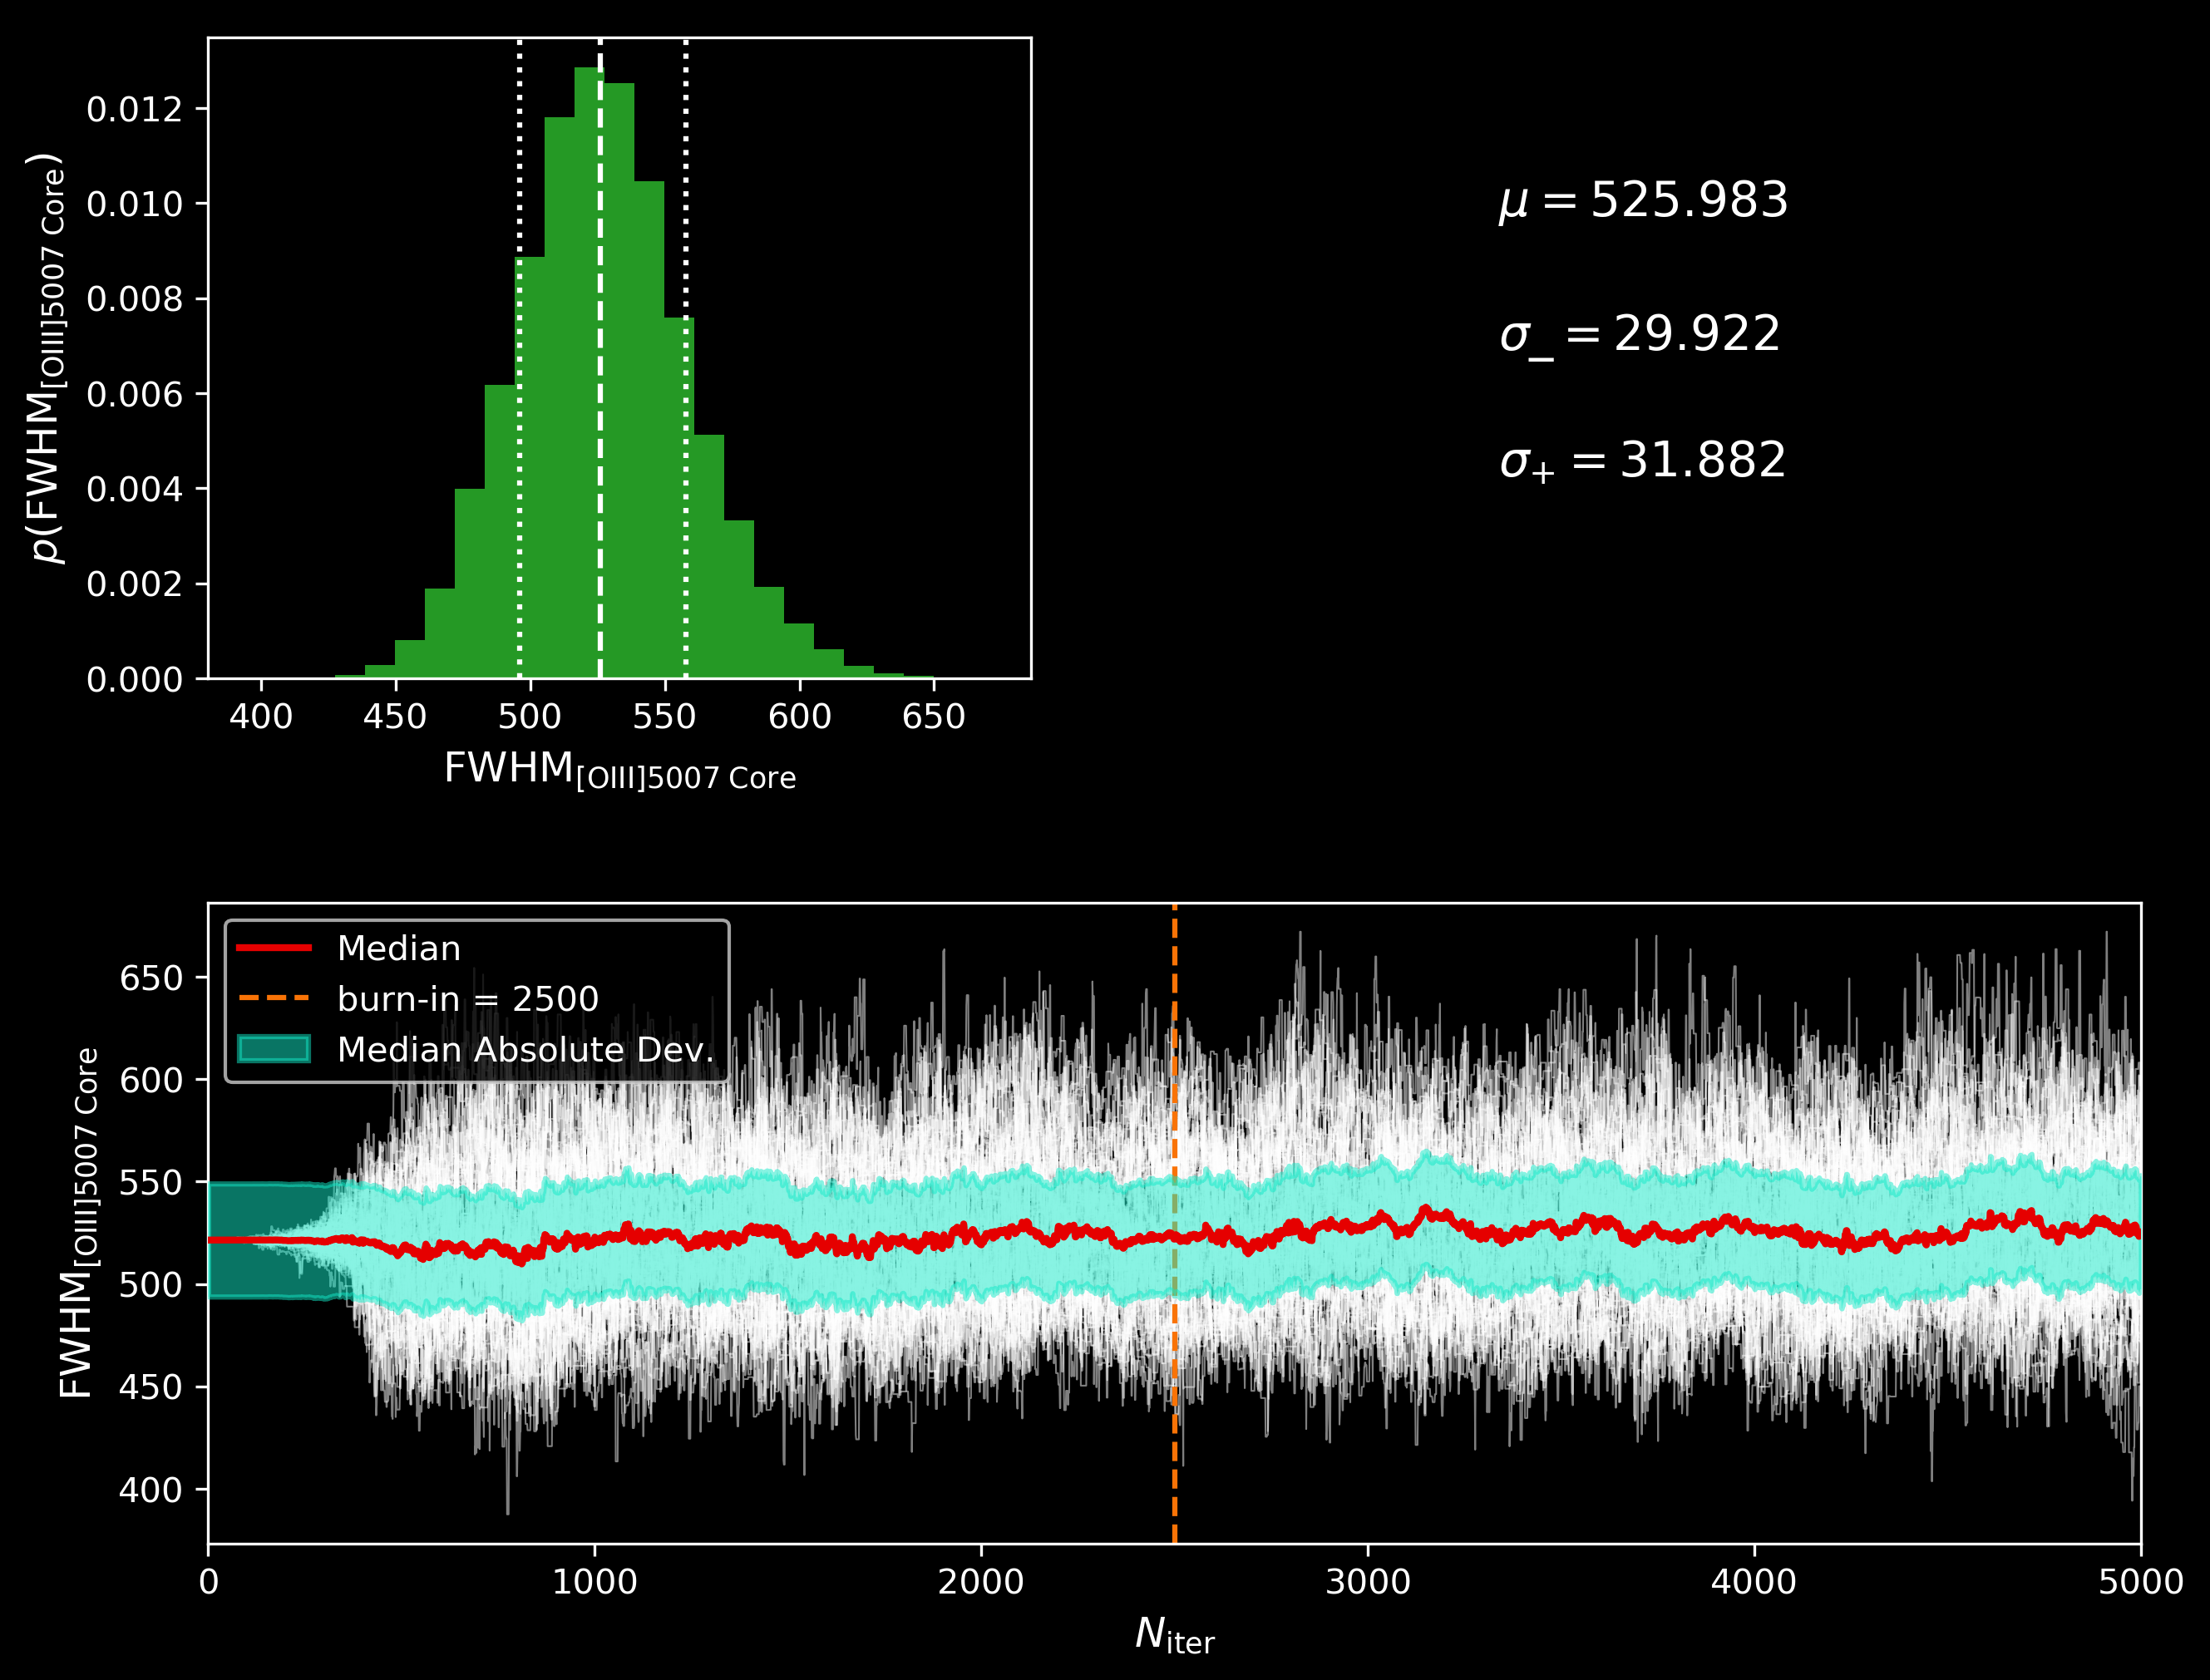 p(FWHM[OIII]5007 Core)
0.012
0.010
0.008
0.006
0.004
0.002
0.000
400 450 500 550 600 650
FWHM[OIII]5007 Core
μ = 525.983
σ− = 29.922
σ+ = 31.882
FWHM[OIII]5007 Core
650
600
550
500
450
400
Median
burn-in = 2500
Median Absolute Dev.
0 1000 2000 3000 4000 5000
Niter